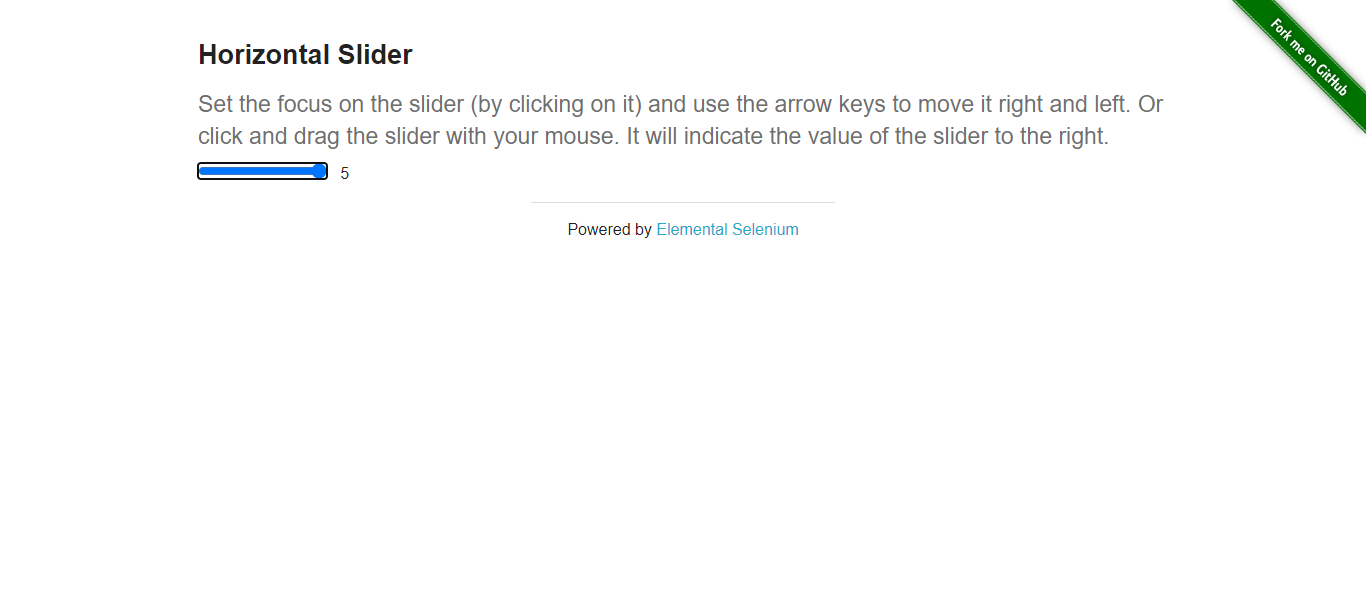 Fork me on GitHub
Horizontal Slider
Set the focus on the slider (by clicking on it) and use the arrow keys to move it right and left. Or
click and drag the slider with your mouse. It will indicate the value of the slider to the right.
5
Powered by Elemental Selenium